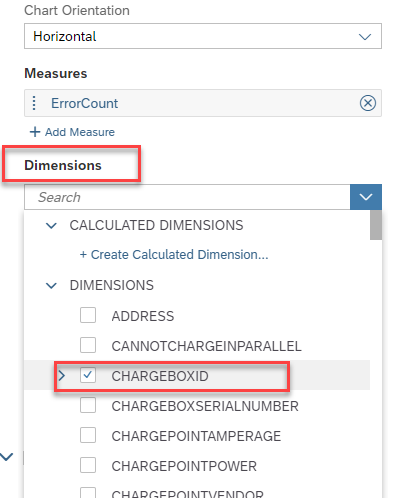 Chart Orientation
Horizontal
Measures
ErrorCount
+ Add Measure
Dimensions
Search
CALCULATED DIMENSIONS
+ Create Calculated Dimension...
DIMENSIONS
ADDRESS
CANNOTCHARGEINPARALLEL
CHARGEBOXID
CHARGEBOXSERIALNUMBER
CHARGEPOINTAMPERAGE
CHARGEPOINTPOWER
CHARGEPOINTVENDOR